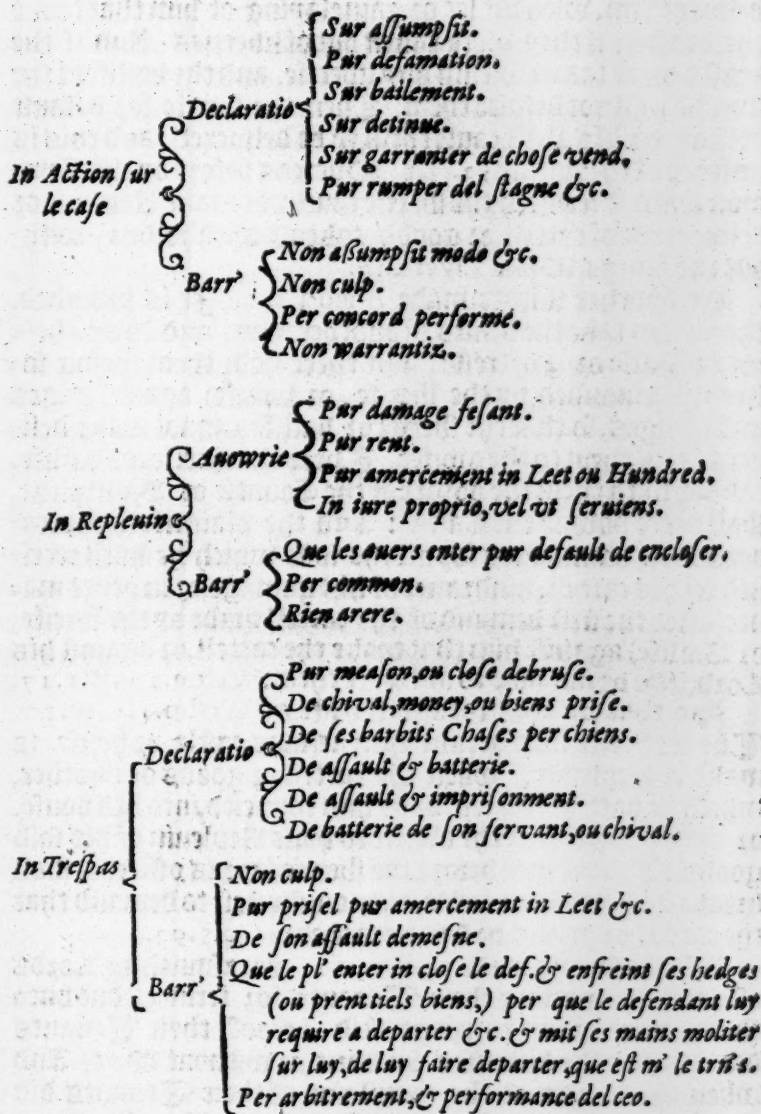 Sur aſſumpſit.
Pur defamation.
Sur bailement.
Declaratio
Sur detinue.
Sur garranter de choſe vend.
Pur rumper del ſtagne &c.
In Action ſur
le caſe
Non aßumpſit modo &c.
Non culp.
Barr'
Per concord performe.
Non warrantiz.
Pur damage feſant.
Pur rent.
Auowrie
Pur amercement in Leet ou Hundred.
In iure proprio, vel vt ſeruiens.
In Repleuin
Que les auers enter pur default de encloſer.
Barr'
Per common.
Rien arere.
Pur meaſon, ou cloſe debruſe.
De chival, money, ou biens priſe.
De ſes barbits Chaſes per chiens.
Declaratio
De aſſault & batterie.
De aſſault & impriſonment.
De batterie de ſon ſervant, ou chival.
In Treſpas
Non culp.
Pur priſel pur amercement in Leet &c.
De ſon aſſault demeſne.
Que le pl' enter in cloſe le def. & enfreint ſes hedges
Barr.
(ou prent tiels biens,) per que le defendant luy
require a departer &c. & mit ſes mains moliter
ſur luy, de luy faire departer, que eſt m' le trñs.
Per arbitrement, & performance del ceo.